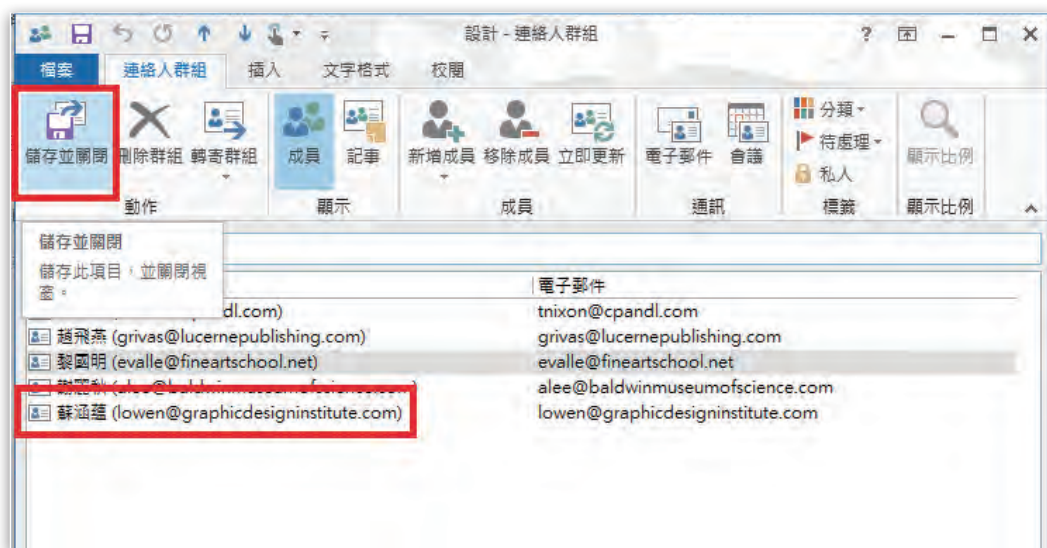 設計 - 連絡人群組 ?
檔案 連絡人群組 插入 文字格式 校閱
儲存並關閉 刪除群組 轉寄群組 成員 記事 新增成員 移除成員 立即更新 電子郵件 會議 分類 顯示比例
待處理
私人
動作 顯示 成員 通訊 標籤 顯示比例
儲存並關閉
儲存此項目，並關閉視
窗。
電子郵件
ndl.com) tnixon@cpandl.com
趙飛燕 (grivas@lucernepublishing.com) grivas@lucernepublishing.com
黎國明 (evalle@fineartschool.net) evalle@fineartschool.net
謝麗秋 (alee@baldwinmuseumofscience.com) alee@baldwinmuseumofscience.com
蘇涵蘊 (lowen@graphicdesigninstitute.com) lowen@graphicdesigninstitute.com